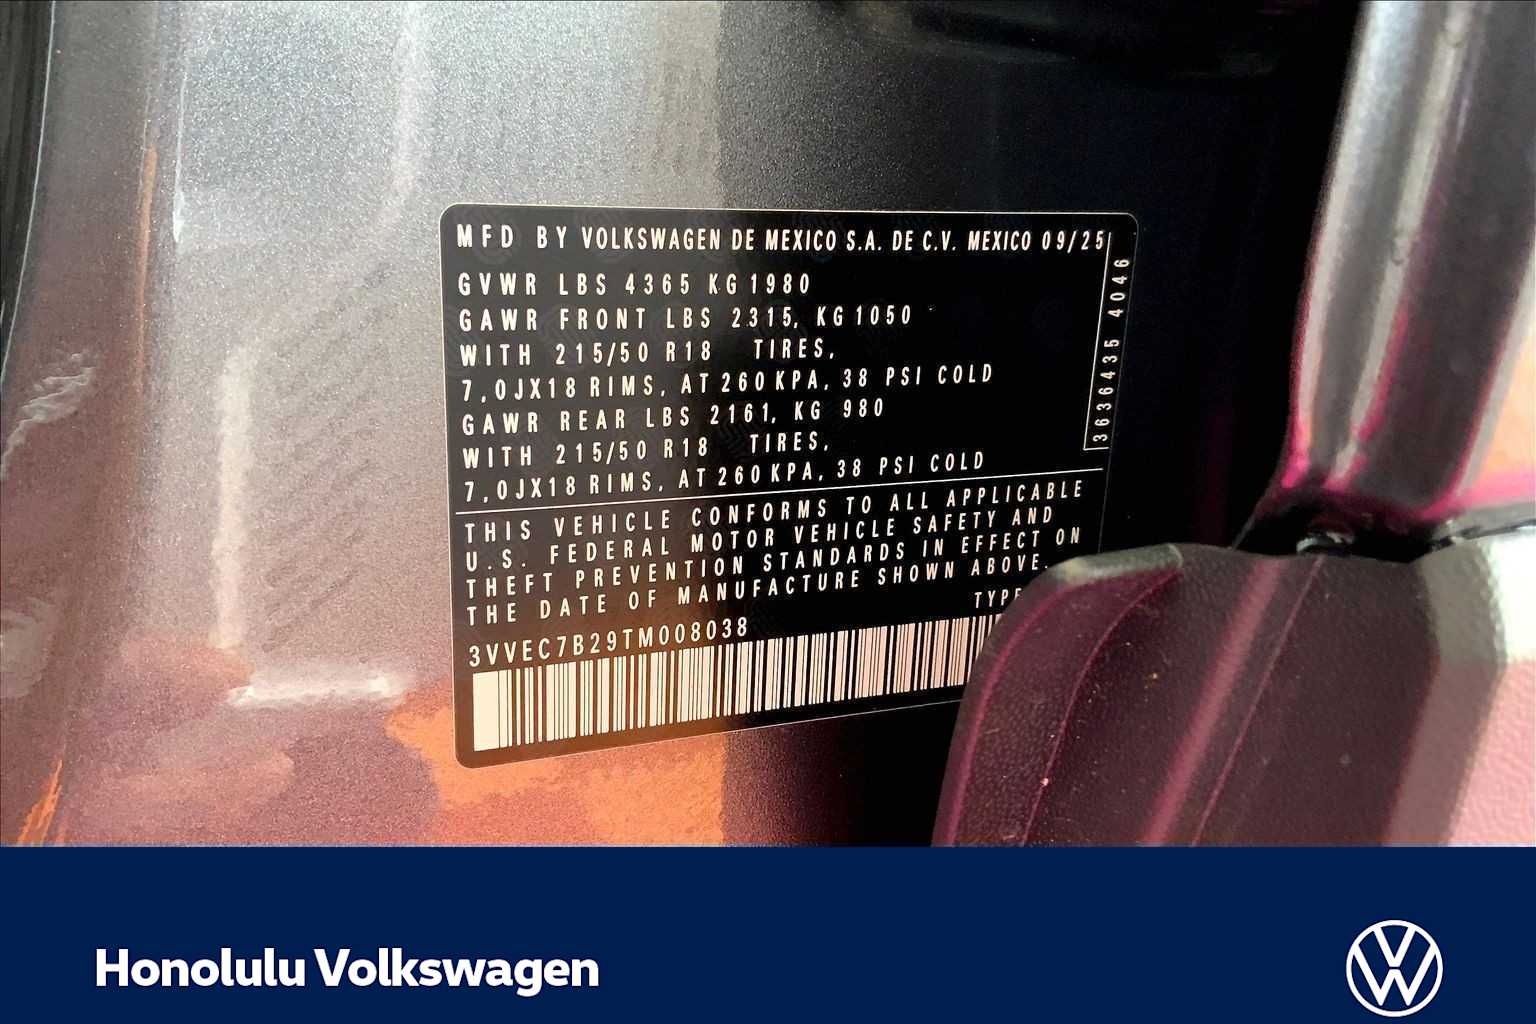 MFD BY VOLKSWAGEN DE MEXICO S.A. DE C.V. MEXICO 09/25
GVWR LBS 4365 KG 1980
GAWR FRONT LBS 2315, KG 1050
WITH 215/50 R18 TIRES,
7,0JX18 RIMS, AT 260 KPA, 38 PSI COLD
GAWR REAR LBS 2161, KG 980
WITH 215/50 R18 TIRES,
7,0JX18 RIMS, AT 260 KPA, 38 PSI COLD
3636435 4046
THIS VEHICLE CONFORMS TO ALL APPLICABLE
U.S. FEDERAL MOTOR VEHICLE SAFETY AND
THEFT PREVENTION STANDARDS IN EFFECT ON
THE DATE OF MANUFACTURE SHOWN ABOVE.
TYPE
3VVEC7B29TM008038
Honolulu Volkswagen